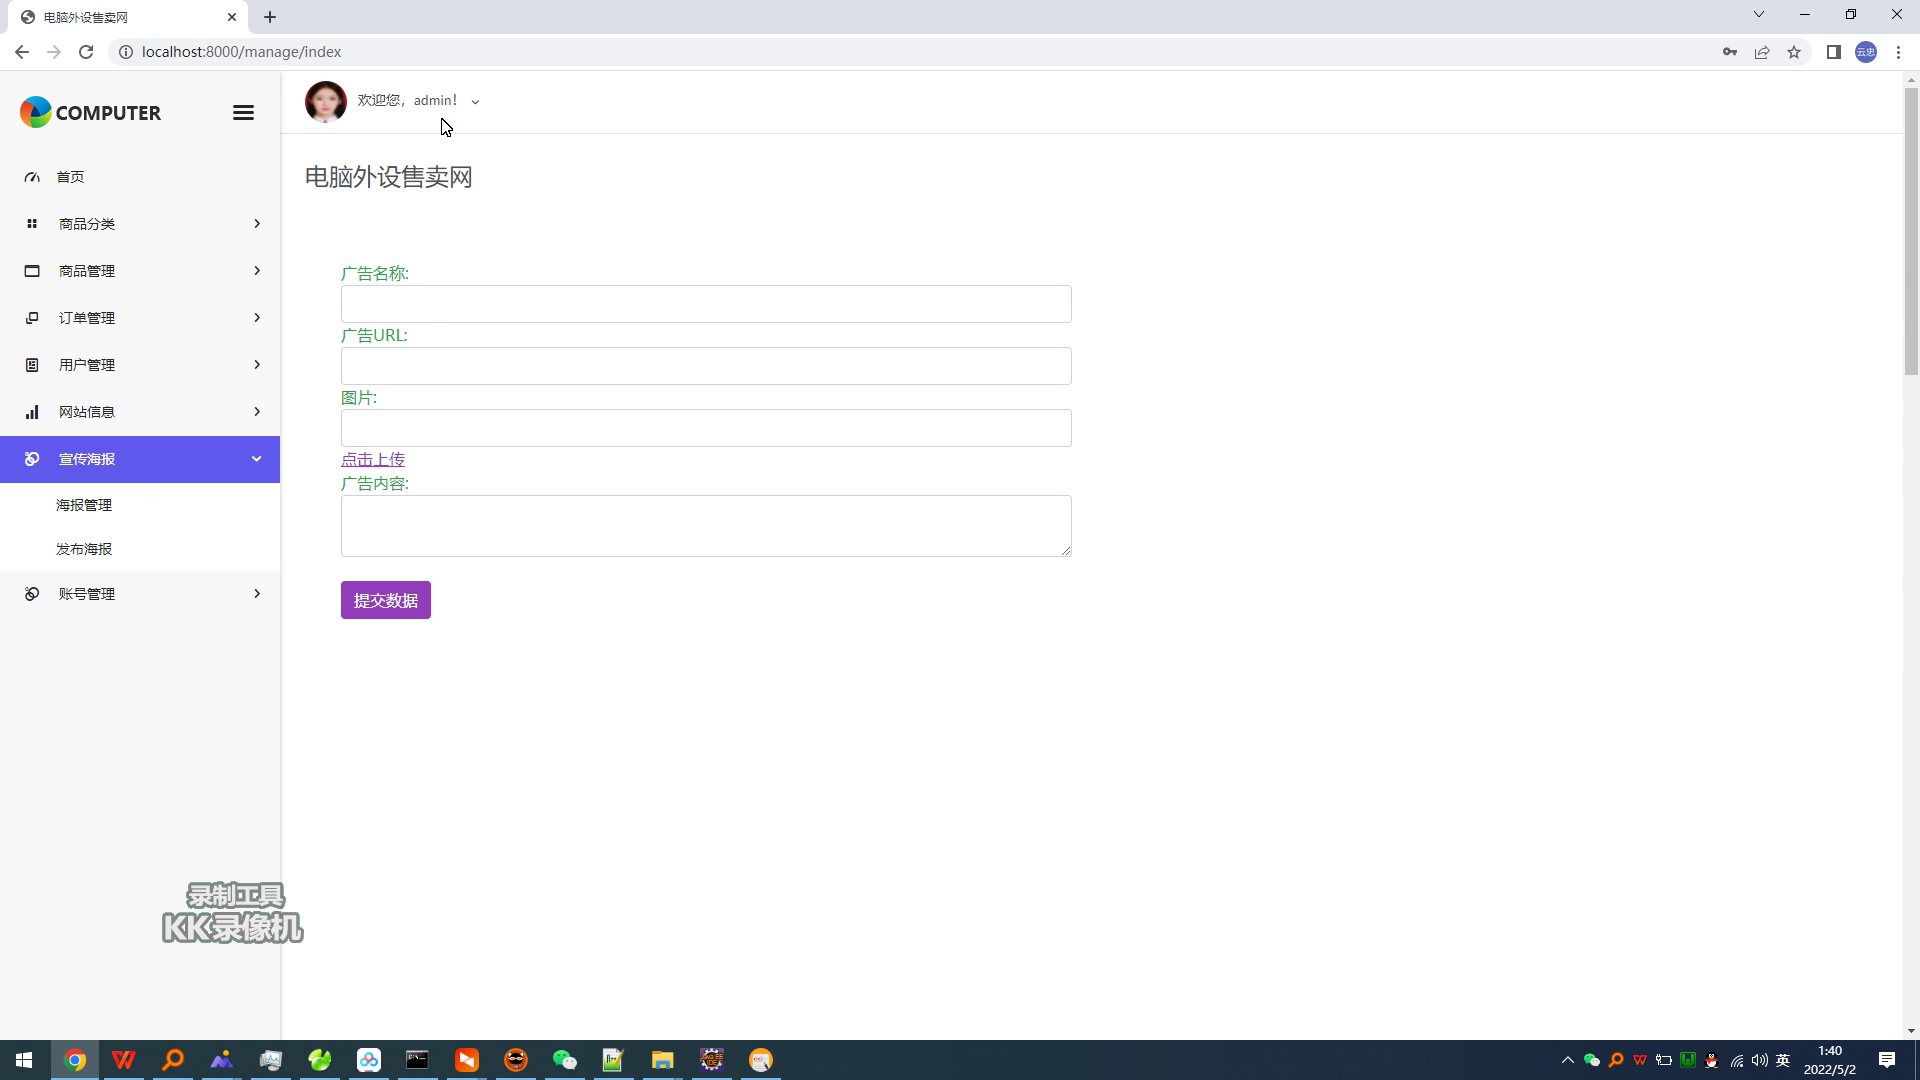 电脑外设售卖网
localhost:8000/manage/index
云忠
COMPUTER
欢迎您，admin！
首页
商品分类
商品管理
订单管理
用户管理
网站信息
宣传海报
海报管理
发布海报
账号管理
电脑外设售卖网
广告名称:
广告URL:
图片:
点击上传
广告内容:
提交数据
录制工具
KK录像机
英
1:40
2022/5/2